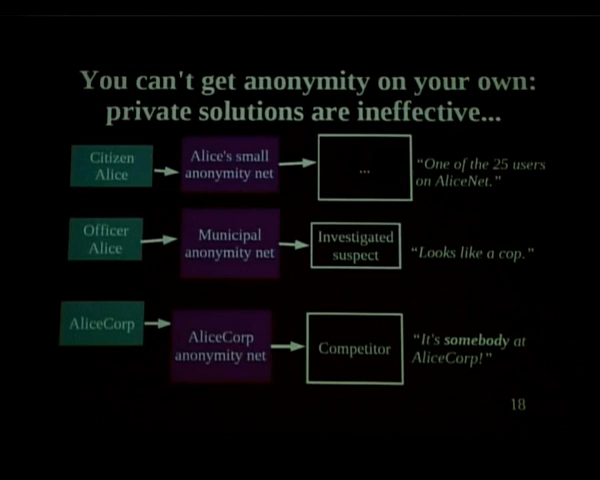 You can't get anonymity on your own:
private solutions are ineffective...
Citizen
Alice
Alice's small
anonymity net
...
"One of the 25 users
on AliceNet."
Officer
Alice
Municipal
anonymity net
Investigated
suspect
"Looks like a cop."
AliceCorp
AliceCorp
anonymity net
Competitor
"It's somebody at
AliceCorp!"
18